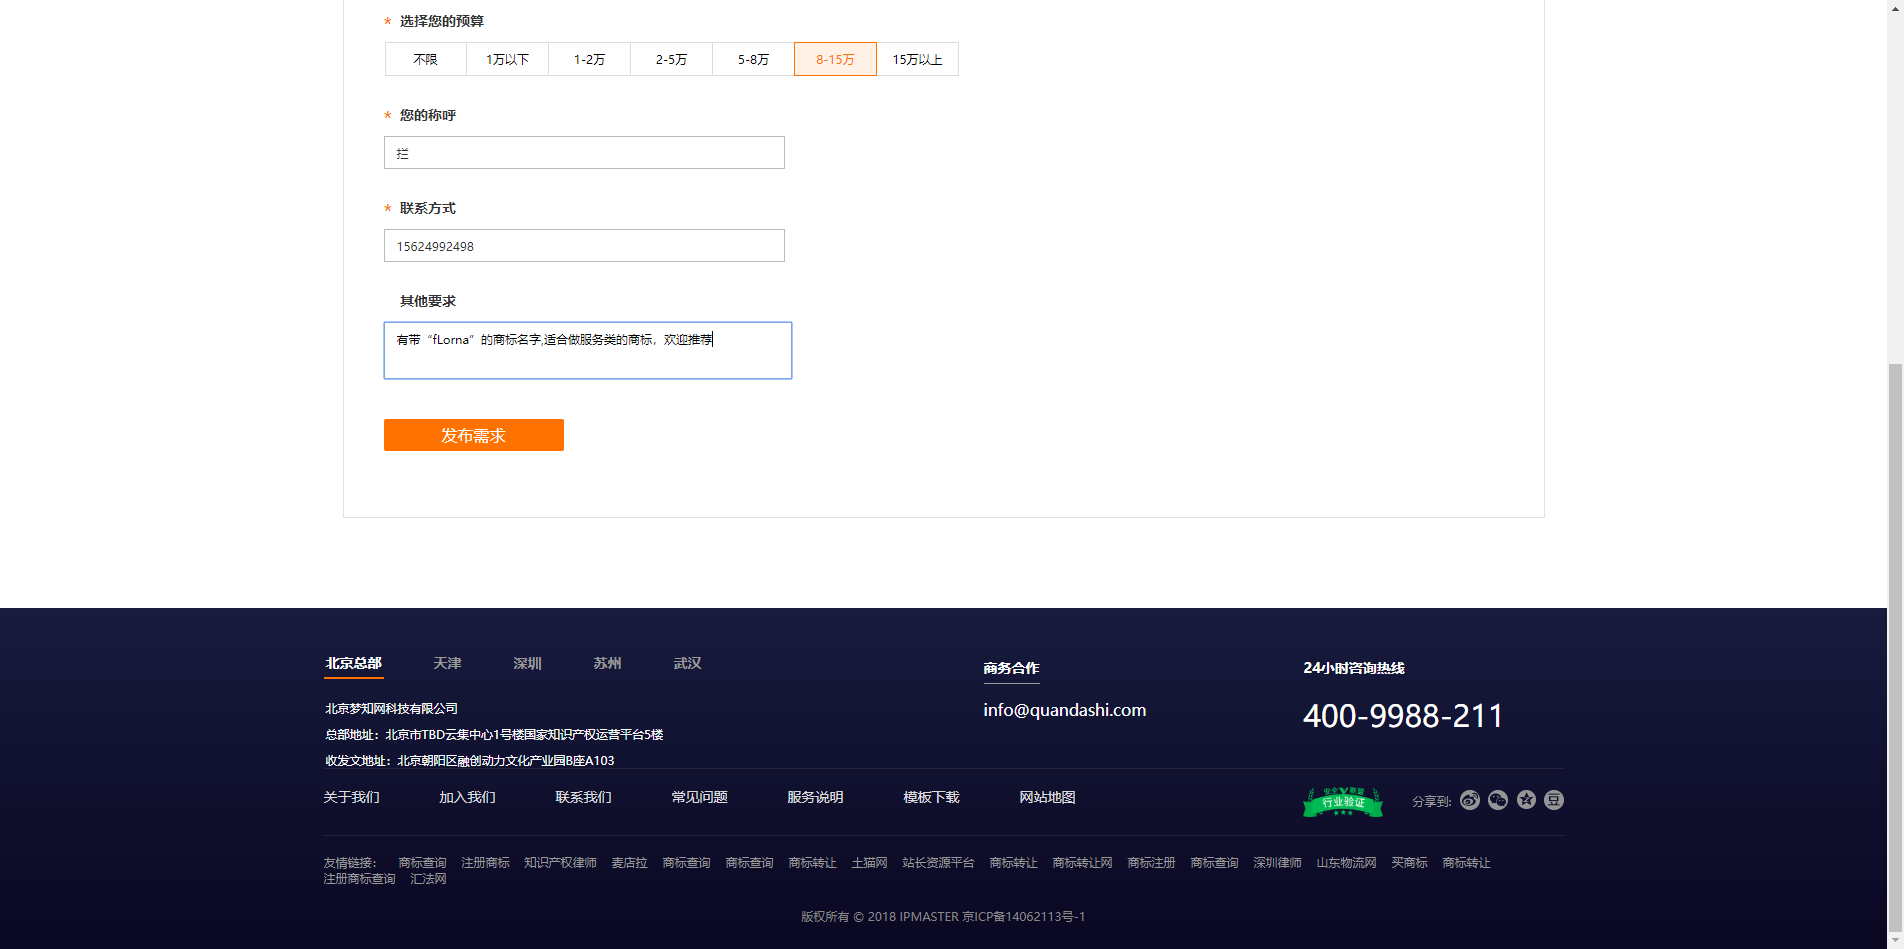 * 选择您的预算
不限 1万以下 1-2万 2-5万 5-8万 8-15万 15万以上
* 您的称呼
拦
* 联系方式
15624992498
其他要求
有带“fLorna”的商标名字,适合做服务类的商标，欢迎推荐
发布需求
北京总部 天津 深圳 苏州 武汉
商务合作
24小时咨询热线
北京梦知网科技有限公司
info@quandashi.com
400-9988-211
总部地址：北京市TBD云集中心1号楼国家知识产权运营平台5楼
收发文地址：北京朝阳区融创动力文化产业园B座A103
关于我们 加入我们 联系我们 常见问题 服务说明 模板下载 网站地图
安全 联盟
行业验证
分享到:
豆
友情链接： 商标查询 注册商标 知识产权律师 麦店拉 商标查询 商标查询 商标转让 土猫网 站长资源平台 商标转让 商标转让网 商标注册 商标查询 深圳律师 山东物流网 买商标 商标转让
注册商标查询 汇法网
版权所有 © 2018 IPMASTER 京ICP备14062113号-1